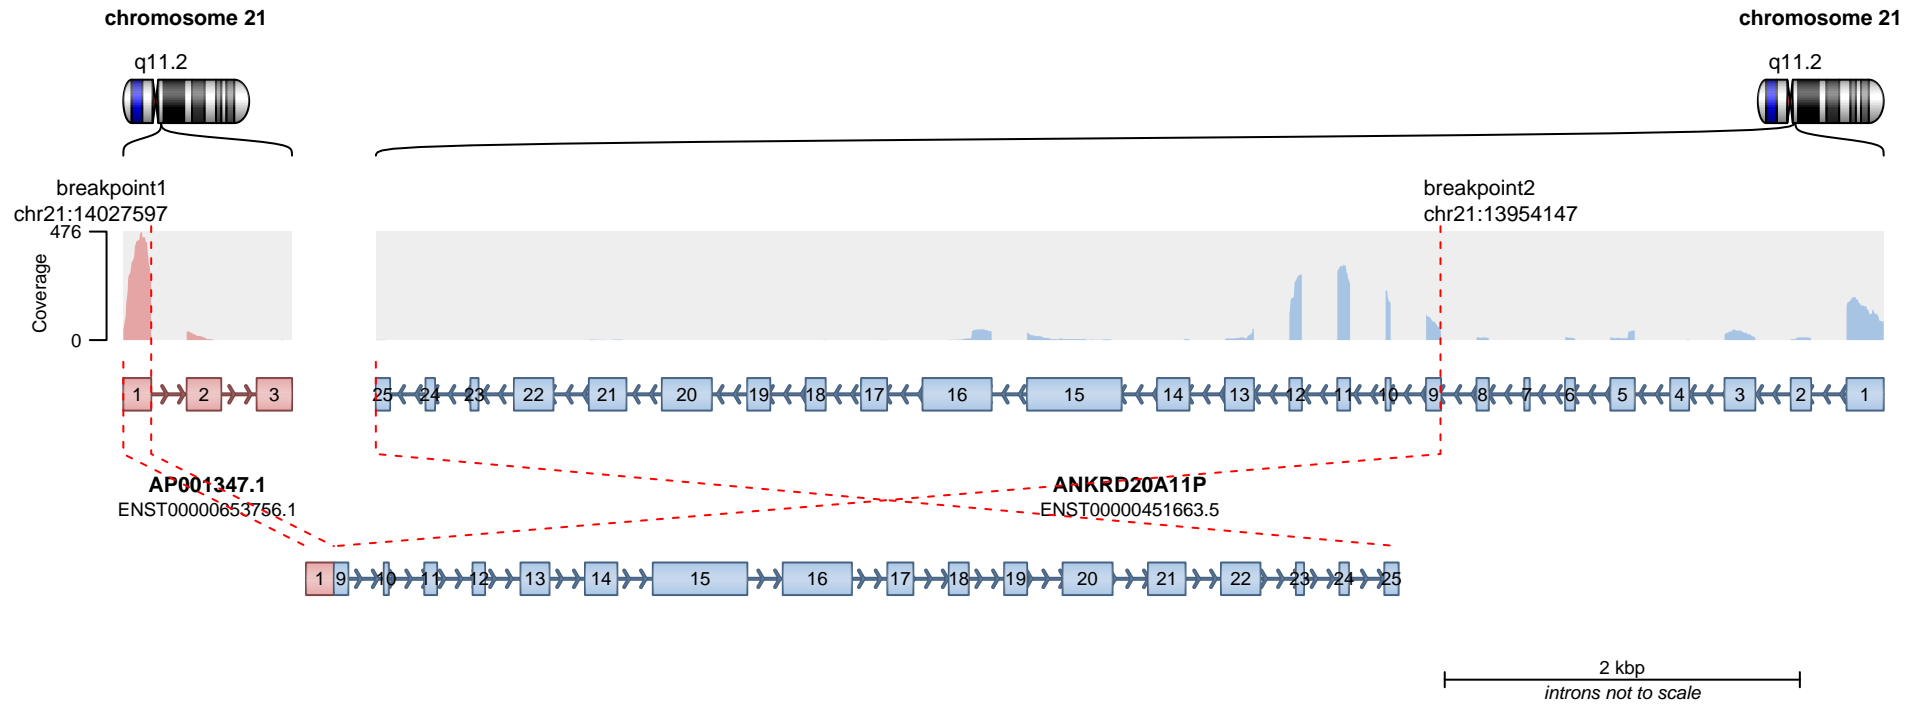 chromosome 21
chromosome 21
q11.2
q11.2
breakpoint1
chr21:14027597
breakpoint2
chr21:13954147
476
Coverage
0
1 2 3
25 24 23 22 21 20 19 18 17 16 15 14 13 12 11 10 9 8 7 6 5 4 3 2 1
AP001347.1
ENST00000653756.1
ANKRD20A11P
ENST00000451663.5
1 9 10 11 12 13 14 15 16 17 18 19 20 21 22 23 24 25
2 kbp
introns not to scale